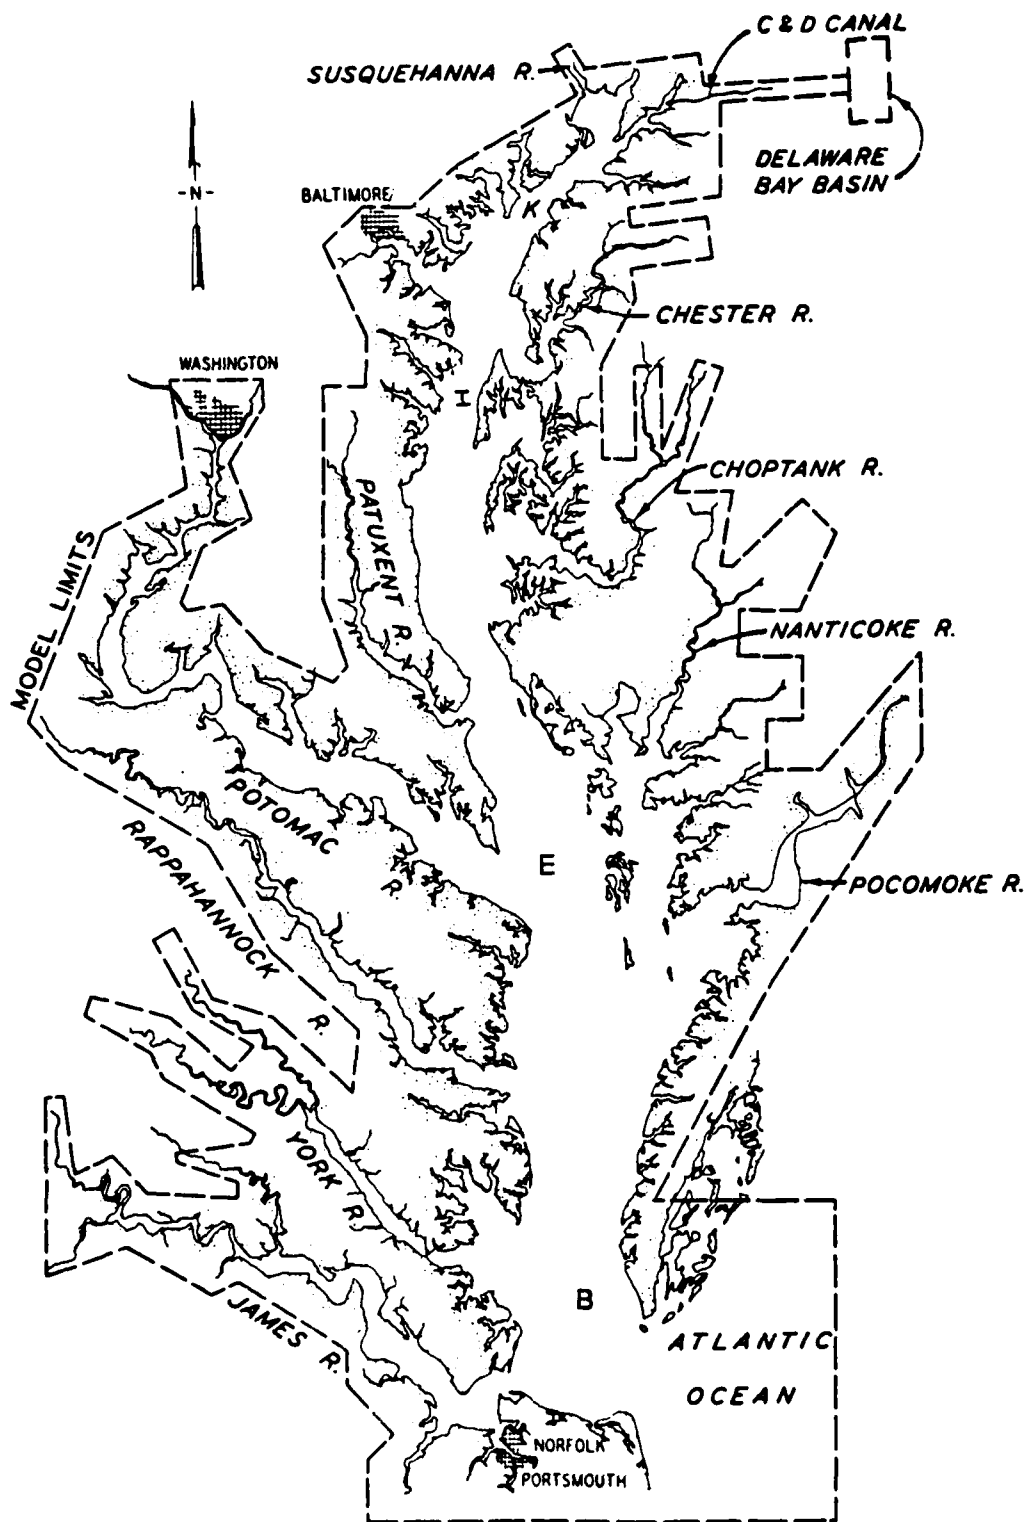 C & D CANAL
SUSQUEHANNA R.
DELAWARE
BAY BASIN
-N-
BALTIMORE
K
CHESTER R.
WASHINGTON
I
CHOPTANK R.
PATUXENT R.
MODEL LIMITS
NANTICOKE R.
POTOMAC R.
RAPPAHANNOCK R.
E
POCOMOKE R.
YORK R.
B
JAMES R.
ATLANTIC
OCEAN
NORFOLK
PORTSMOUTH